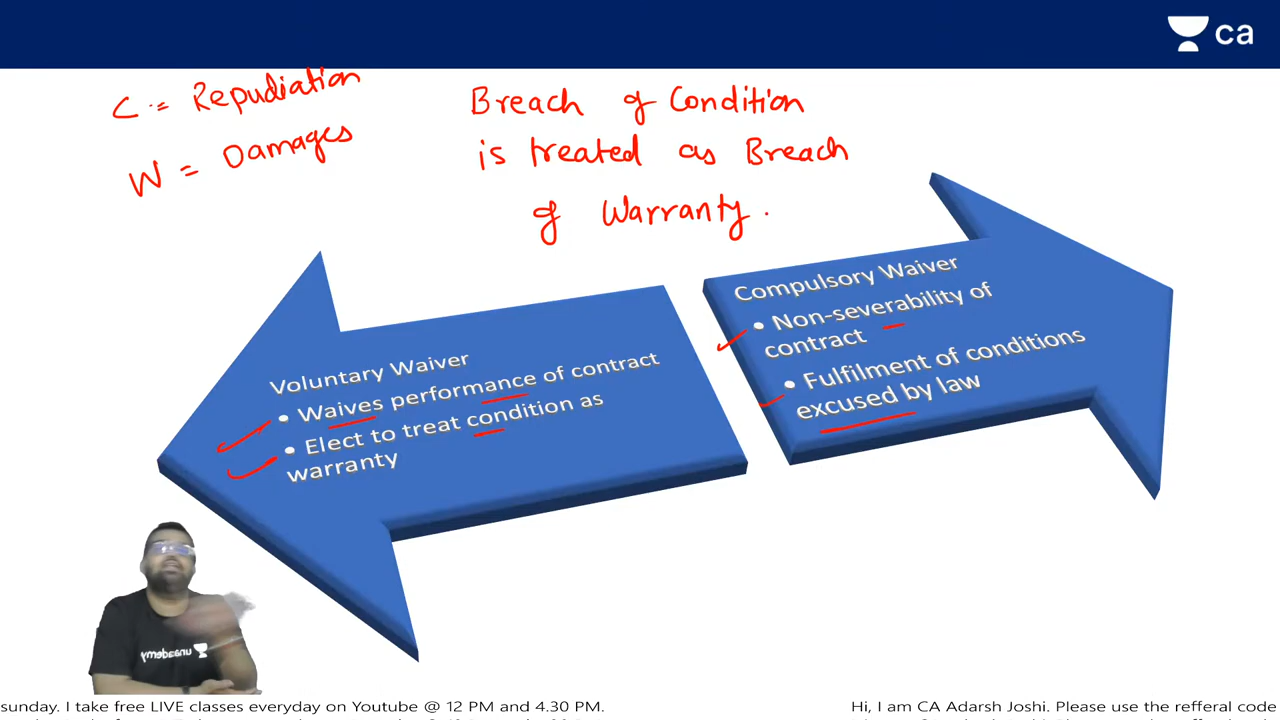 ca
C := Repudiation
W = Damages
Breach of Condition
is treated as Breach
of Warranty.
Voluntary Waiver
• Waives performance of contract
• Elect to treat condition as
warranty
Compulsory Waiver
• Non-severability of
contract
• Fulfilment of conditions
excused by law
unacademy
sunday. I take free LIVE classes everyday on Youtube @ 12 PM and 4.30 PM.
Hi, I am CA Adarsh Joshi. Please use the refferal code